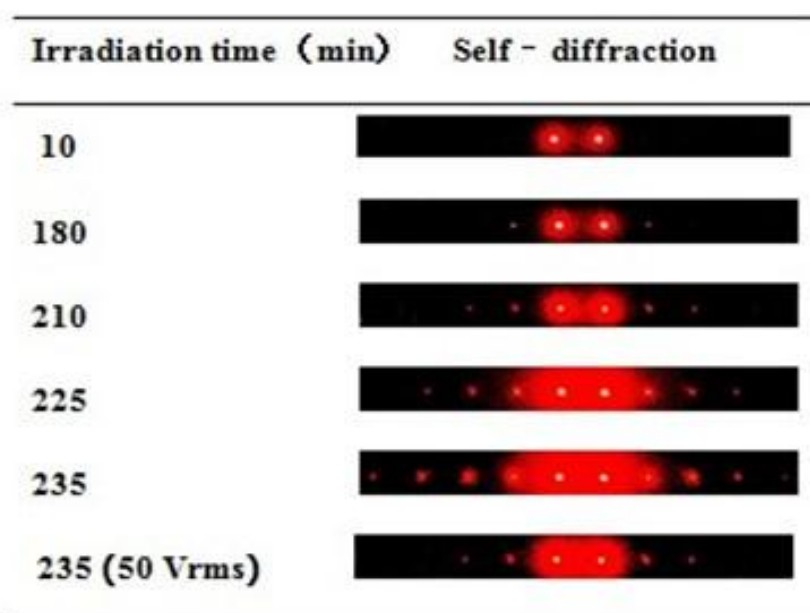 Irradiation time（min） Self - diffraction
10
180
210
225
235
235 (50 Vrms)